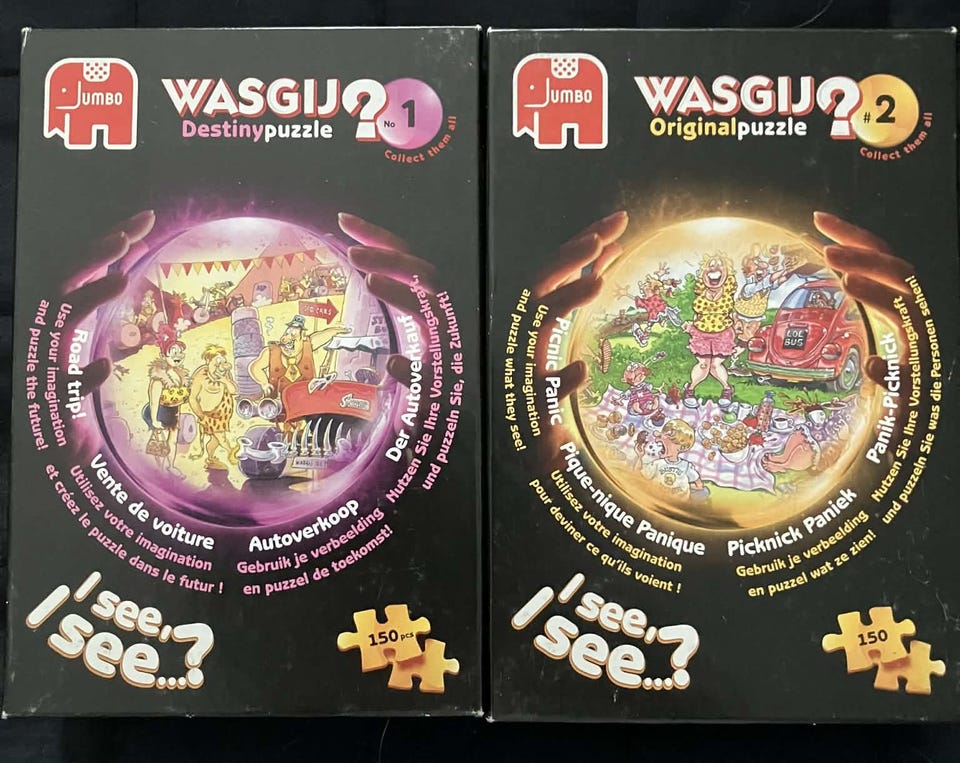 JUMBO
WASGIJ?
Destinypuzzle
No 1
Collect them all
Road trip!
Use your imagination
and puzzle the future!
Vente de voiture
Utilisez votre imagination
et créez le puzzle dans le futur !
Autoverkoop
Gebruik je verbeelding
en puzzel de toekomst!
Der Autoverkauf
Nutzen Sie Ihre Vorstellungskraft,
und puzzeln Sie, die Zukunft!
I see,
I see...?
150 pcs
JUMBO
WASGIJ?
Originalpuzzle
#2
Collect them all
Picnic Panic
Use your imagination
and puzzle what they see!
Pique-nique Panique
Utilisez votre imagination
pour deviner ce qu'ils voient !
Picknick Paniek
Gebruik je verbeelding
en puzzel wat ze zien!
Panik-Picknick
Nutzen Sie Ihre Vorstellungskraft,
und puzzeln Sie was die Personen sehen!
BUS
I see,
I see...?
150